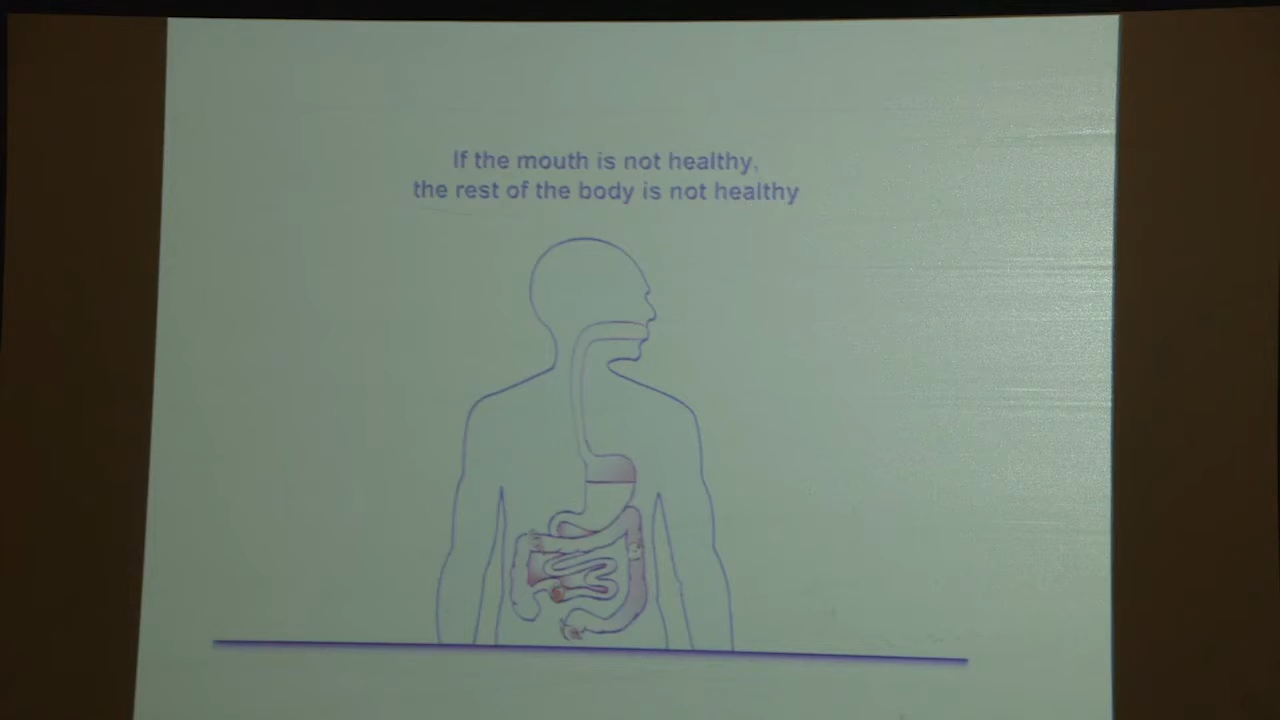 If the mouth is not healthy,
the rest of the body is not healthy